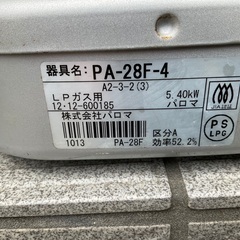 器具名: PA-28F-4
A2-3-2(3)
LPガス用 5.40kW
12・12-600185 パロマ
株式会社パロマ
区分A
1013 PA-28F 効率52.2%
PS
LPG